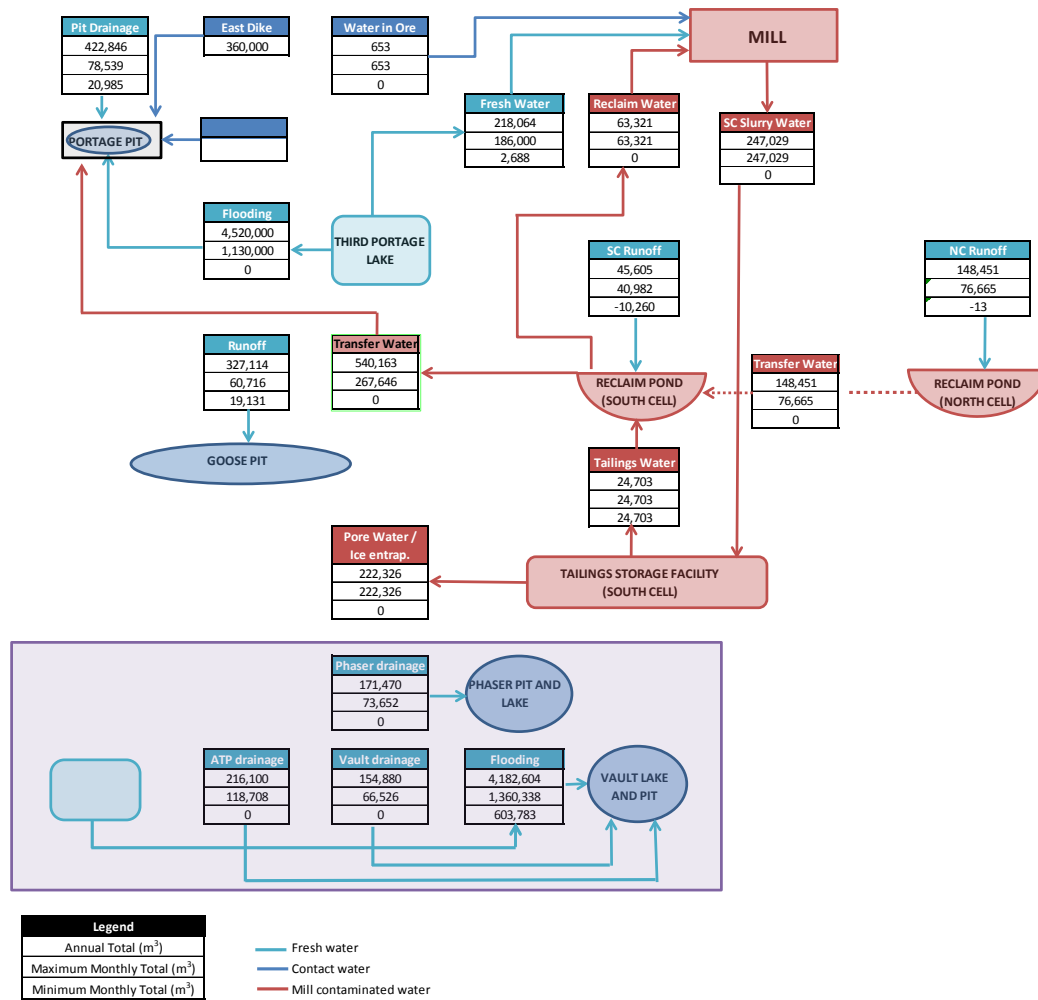 Pit Drainage
422,846
78,539
20,985
East Dike
360,000
Water in Ore
653
653
0
MILL
Fresh Water
218,064
186,000
2,688
Reclaim Water
63,321
63,321
0
SC Slurry Water
247,029
247,029
0
PORTAGE PIT
Flooding
4,520,000
1,130,000
0
THIRD PORTAGE
LAKE
SC Runoff
45,605
40,982
-10,260
NC Runoff
148,451
76,665
-13
Runoff
327,114
60,716
19,131
Transfer Water
540,163
267,646
0
RECLAIM POND
(SOUTH CELL)
Transfer Water
148,451
76,665
0
RECLAIM POND
(NORTH CELL)
GOOSE PIT
Tailings Water
24,703
24,703
24,703
Pore Water /
Ice entrap.
222,326
222,326
0
TAILINGS STORAGE FACILITY
(SOUTH CELL)
Phaser drainage
171,470
73,652
0
PHASER PIT AND
LAKE
ATP drainage
216,100
118,708
0
Vault drainage
154,880
66,526
0
Flooding
4,182,604
1,360,338
603,783
VAULT LAKE
AND PIT
Legend
Annual Total (m³)
Maximum Monthly Total (m³)
Minimum Monthly Total (m³)
Fresh water
Contact water
Mill contaminated water